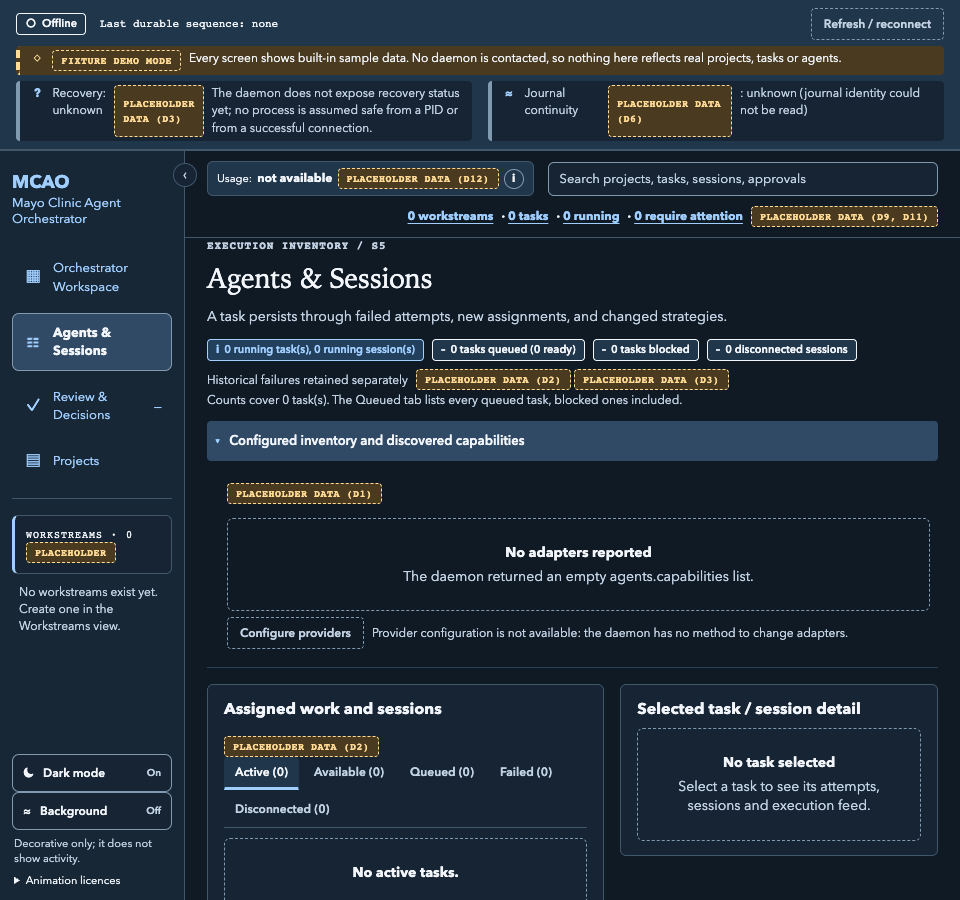 Offline
Last durable sequence: none
Refresh / reconnect
FIXTURE DEMO MODE
Every screen shows built-in sample data. No daemon is contacted, so nothing here reflects real projects, tasks or agents.
?
Recovery:
unknown
PLACEHOLDER
DATA (D3)
The daemon does not expose recovery status
yet; no process is assumed safe from a PID or
from a successful connection.
≈
Journal
continuity
PLACEHOLDER DATA
(D6)
: unknown (journal identity could
not be read)
MCAO
Mayo Clinic Agent
Orchestrator
‹
Orchestrator
Workspace
Agents &
Sessions
Review &
Decisions
–
Projects
WORKSTREAMS • 0
PLACEHOLDER
No workstreams exist yet.
Create one in the
Workstreams view.
Dark mode On
≈ Background Off
Decorative only; it does not
show activity.
▶ Animation licences
Usage: not available PLACEHOLDER DATA (D12) i
Search projects, tasks, sessions, approvals
0 workstreams • 0 tasks • 0 running • 0 require attention PLACEHOLDER DATA (D9, D11)
EXECUTION INVENTORY / S5
Agents & Sessions
A task persists through failed attempts, new assignments, and changed strategies.
i 0 running task(s), 0 running session(s)
- 0 tasks queued (0 ready)
- 0 tasks blocked
- 0 disconnected sessions
Historical failures retained separately PLACEHOLDER DATA (D2) PLACEHOLDER DATA (D3)
Counts cover 0 task(s). The Queued tab lists every queued task, blocked ones included.
▾ Configured inventory and discovered capabilities
PLACEHOLDER DATA (D1)
No adapters reported
The daemon returned an empty agents.capabilities list.
Configure providers
Provider configuration is not available: the daemon has no method to change adapters.
Assigned work and sessions
PLACEHOLDER DATA (D2)
Active (0) Available (0) Queued (0) Failed (0)
Disconnected (0)
No active tasks.
Selected task / session detail
No task selected
Select a task to see its attempts,
sessions and execution feed.